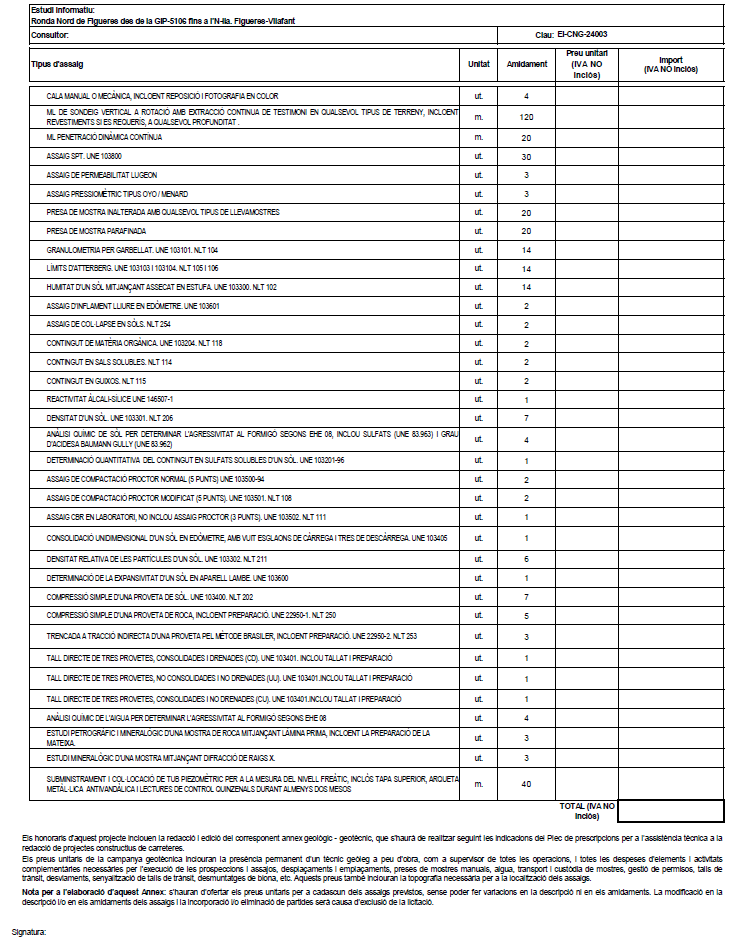 Estudi Informatiu:
Ronda Nord de Figueres des de la GIP-5106 fins a l'N-IIa. Figueres-Vilafant
Consultor: Clau: EI-CNG-24003
Tipus d'assaig Unitat Amidament Preu unitari (IVA NO inclòs) Import (IVA NO inclòs)
CALA MANUAL O MECÀNICA, INCLOENT REPOSICIÓ I FOTOGRAFIA EN COLOR ut. 4
ML DE SONDEIG VERTICAL A ROTACIÓ AMB EXTRACCIÓ CONTINUA DE TESTIMONI EN QUALSEVOL TIPUS DE TERRENY, INCLOENT
REVESTIMENTS SI ES REQUERÍS, A QUALSEVOL PROFUNDITAT . m. 120
ML PENETRACIÓ DINÀMICA CONTÍNUA m. 20
ASSAIG SPT. UNE 103800 ut. 30
ASSAIG DE PERMEABILITAT LUGEON ut. 3
ASSAIG PRESSIOMÈTRIC TIPUS OYO / MENARD ut. 3
PRESA DE MOSTRA INALTERADA AMB QUALSEVOL TIPUS DE LLEVAMOSTRES ut. 20
PRESA DE MOSTRA PARAFINADA ut. 20
GRANULOMETRIA PER GARBELLAT. UNE 103101. NLT 104 ut. 14
LÍMITS D'ATTERBERG. UNE 103103 I 103104. NLT 105 I 106 ut. 14
HUMITAT D'UN SÒL MITJANÇANT ASSECAT EN ESTUFA. UNE 103300. NLT 102 ut. 14
ASSAIG D'INFLAMENT LLIURE EN EDÒMETRE. UNE 103601 ut. 2
ASSAIG DE COL·LAPSE EN SÒLS. NLT 254 ut. 2
CONTINGUT DE MATÈRIA ORGÀNICA. UNE 103204. NLT 118 ut. 2
CONTINGUT EN SALS SOLUBLES. NLT 114 ut. 2
CONTINGUT EN GUIXOS. NLT 115 ut. 2
REACTIVITAT ÀLCALI-SÍLICE UNE 146507-1 ut. 1
DENSITAT D'UN SÒL. UNE 103301. NLT 206 ut. 7
ANÀLISI QUÍMIC DE SÒL PER DETERMINAR L'AGRESSIVITAT AL FORMIGÓ SEGONS EHE 08, INCLOU SULFATS (UNE 83.963) I GRAU
D'ACIDESA BAUMANN GULLY (UNE 83.962) ut. 4
DETERMINACIÓ QUANTITATIVA DEL CONTINGUT EN SULFATS SOLUBLES D'UN SÒL. UNE 103201-96 ut. 1
ASSAIG DE COMPACTACIÓ PROCTOR NORMAL (5 PUNTS) UNE 103500-94 ut. 2
ASSAIG DE COMPACTACIÓ PROCTOR MODIFICAT (5 PUNTS). UNE 103501. NLT 108 ut. 2
ASSAIG CBR EN LABORATORI, NO INCLOU ASSAIG PROCTOR (3 PUNTS). UNE 103502. NLT 111 ut. 1
CONSOLIDACIÓ UNIDIMENSIONAL D'UN SÒL EN EDÒMETRE, AMB VUIT ESGLAONS DE CÀRREGA I TRES DE DESCÀRREGA. UNE 103405 ut. 1
DENSITAT RELATIVA DE LES PARTÍCULES D'UN SÒL. UNE 103302. NLT 211 ut. 6
DETERMINACIÓ DE LA EXPANSIVITAT D'UN SÒL EN APARELL LAMBE. UNE 103600 ut. 1
COMPRESSIÓ SIMPLE D'UNA PROVETA DE SÒL. UNE 103400. NLT 202 ut. 7
COMPRESSIÓ SIMPLE D'UNA PROVETA DE ROCA, INCLOENT PREPARACIÓ. UNE 22950-1. NLT 250 ut. 5
TRENCADA A TRACCIÓ INDIRECTA D'UNA PROVETA PEL MÈTODE BRASILER, INCLOENT PREPARACIÓ. UNE 22950-2. NLT 253 ut. 3
TALL DIRECTE DE TRES PROVETES, CONSOLIDADES I DRENADES (CD). UNE 103401. INCLOU TALLAT I PREPARACIÓ ut. 1
TALL DIRECTE DE TRES PROVETES, NO CONSOLIDADES I NO DRENADES (UU). UNE 103401.INCLOU TALLAT I PREPARACIÓ ut. 1
TALL DIRECTE DE TRES PROVETES, CONSOLIDADES I NO DRENADES (CU). UNE 103401.INCLOU TALLAT I PREPARACIÓ ut. 1
ANÀLISI QUÍMIC DE L'AIGUA PER DETERMINAR L'AGRESSIVITAT AL FORMIGÓ SEGONS EHE 08 ut. 4
ESTUDI PETROGRÀFIC I MINERALÒGIC D'UNA MOSTRA DE ROCA MITJANÇANT LÀMINA PRIMA, INCLOENT LA PREPARACIÓ DE LA
MATEIXA. ut. 3
ESTUDI MINERALÒGIC D'UNA MOSTRA MITJANÇANT DIFRACCIÓ DE RAIGS X. ut. 3
SUBMINISTRAMENT I COL·LOCACIÓ DE TUB PIEZOMÈTRIC PER A LA MESURA DEL NIVELL FREÀTIC, INCLÒS TAPA SUPERIOR, ARQUETA
METÀL·LICA ANTIVANDÀLICA I LECTURES DE CONTROL QUINZENALS DURANT ALMENYS DOS MESOS m. 40
TOTAL (IVA NO
inclòs)
Els honoraris d'aquest projecte inclouen la redacció i edició del corresponent annex geològic - geotècnic, que s'haurà de realitzar seguint les indicacions del Plec de prescripcions per a l'assistència tècnica a la
redacció de projectes constructius de carreteres.
Els preus unitaris de la campanya geotècnica inclouran la presència permanent d'un tècnic geòleg a peu d'obra, com a supervisor de totes les operacions, i totes les despeses d'elements i activitats
complementàries necessàries per l'execució de les prospeccions i assajos, desplaçaments i emplaçaments, preses de mostres manuals, aigua, transport i custòdia de mostres, gestió de permisos, talls de
trànsit, desviaments, senyalització de talls de trànsit, desmuntatges de biona, etc. Aquests preus també inclouran la topografia necessària per a la localització dels assaigs.
Nota per a l'elaboració d'aquest Annex: s'hauran d'ofertar els preus unitaris per a cadascun dels assaigs previstos, sense poder fer variacions en la descripció ni en els amidaments. La modificació en la
descripció i/o en els amidaments dels assaigs i la incorporació i/o eliminació de partides serà causa d'exclusió de la licitació.
Signatura: